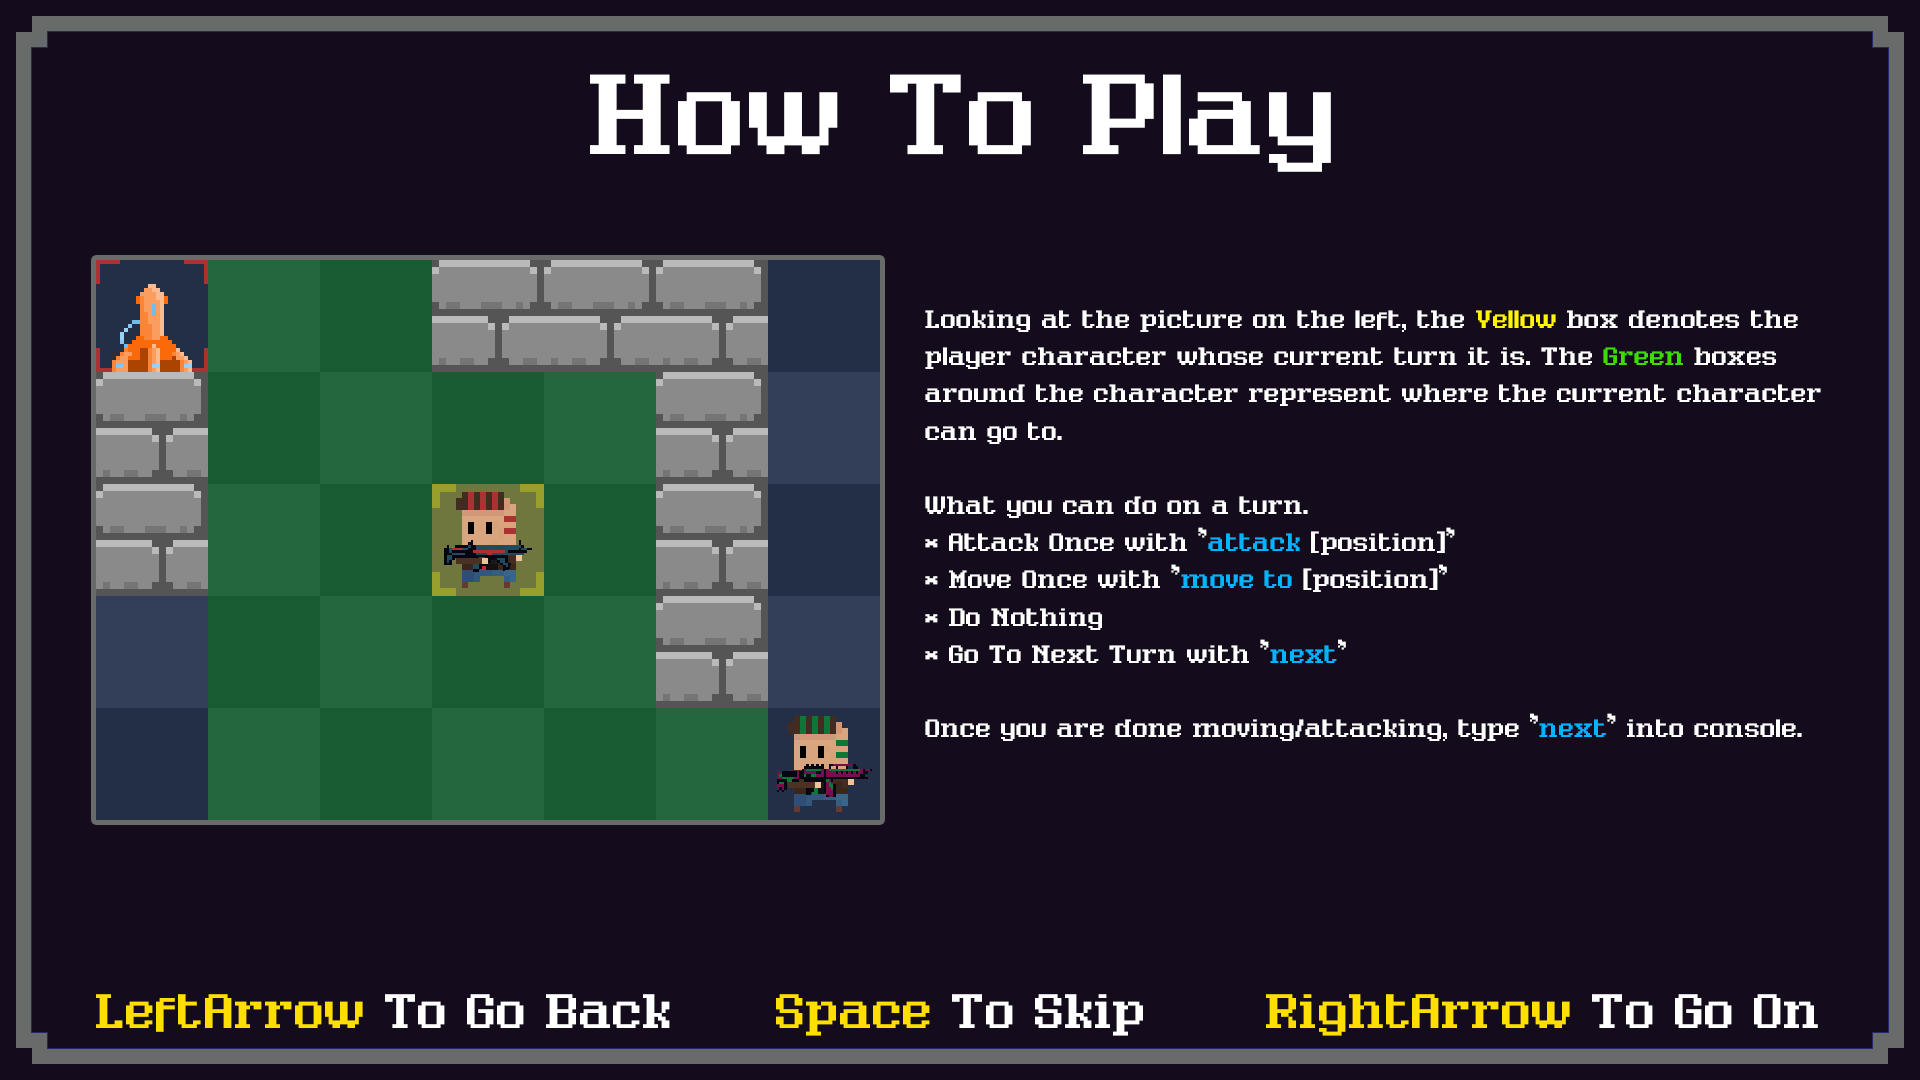 How To Play
Looking at the picture on the left, the Yellow box denotes the
player character whose current turn it is. The Green boxes
around the character represent where the current character
can go to.
What you can do on a turn.
* Attack Once with "attack [position]"
* Move Once with "move to [position]"
* Do Nothing
* Go To Next Turn with "next"
Once you are done moving/attacking, type "next" into console.
LeftArrow To Go Back
Space To Skip
RightArrow To Go On